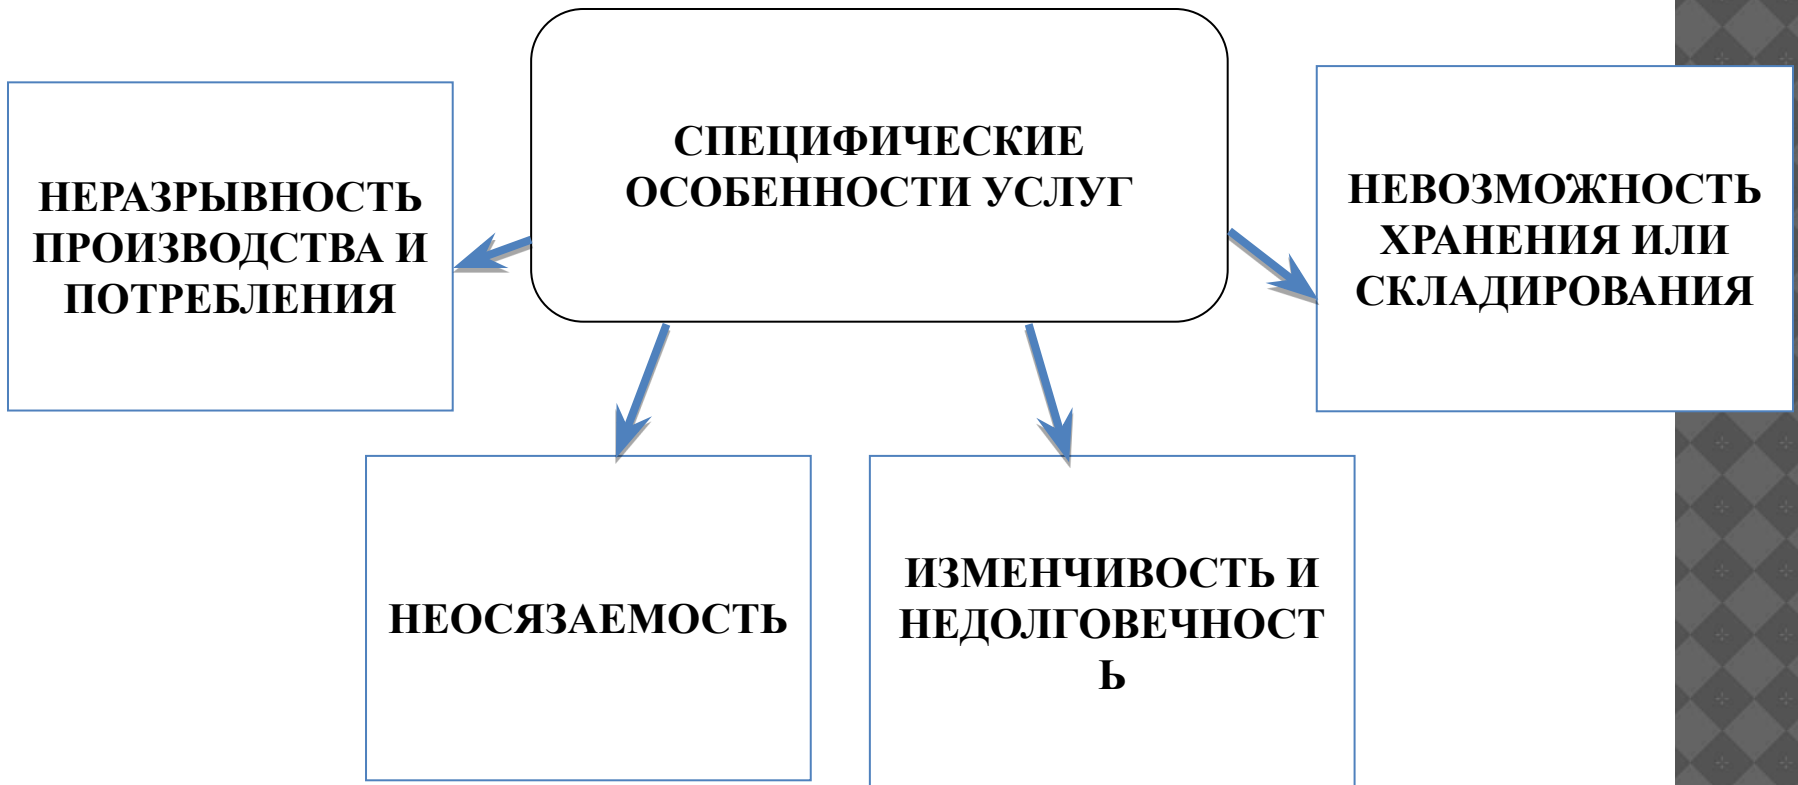 СПЕЦИФИЧЕСКИЕ
ОСОБЕННОСТИ УСЛУГ
НЕРАЗРЫВНОСТЬ
ПРОИЗВОДСТВА И
ПОТРЕБЛЕНИЯ
НЕВОЗМОЖНОСТЬ
ХРАНЕНИЯ ИЛИ
СКЛАДИРОВАНИЯ
НЕОСЯЗАЕМОСТЬ
ИЗМЕНЧИВОСТЬ И
НЕДОЛГОВЕЧНОСТ
Ь